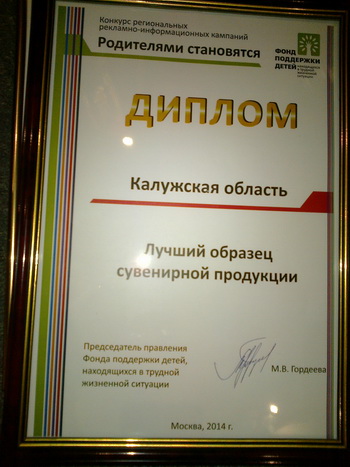 Конкурс региональных
рекламно-информационных кампаний
Родителями становятся
ФОНД
ПОДДЕРЖКИ
ДЕТЕЙ
ДИПЛОМ
Калужская область
Лучший образец
сувенирной продукции
Председатель правления
Фонда поддержки детей,
находящихся в трудной
жизненной ситуации
М.В. Гордеева
Москва, 2014 г.